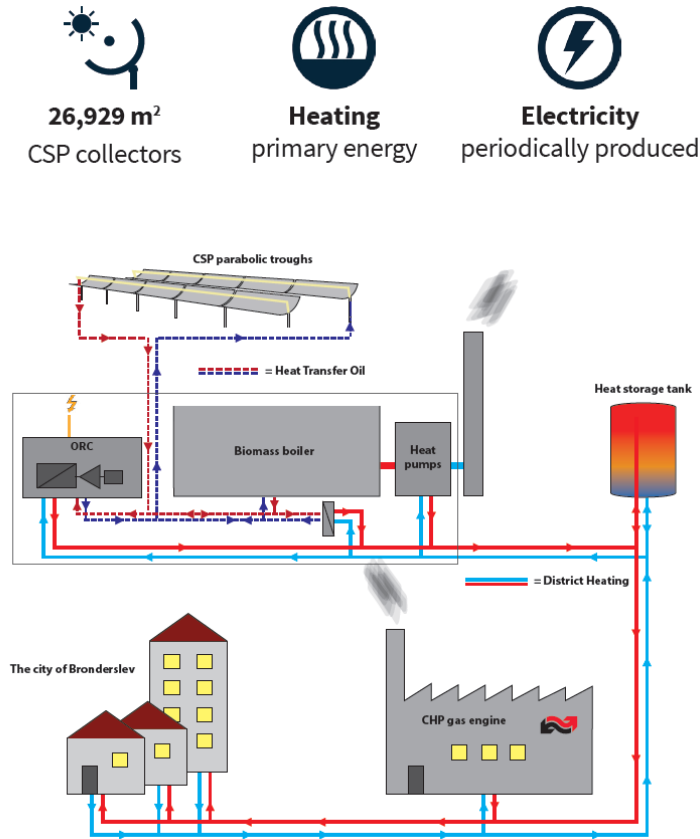 26,929 m²
CSP collectors
Heating
primary energy
Electricity
periodically produced
CSP parabolic troughs
= Heat Transfer Oil
Heat storage tank
ORC
Biomass boiler
Heat
pumps
= District Heating
The city of Bronderslev
CHP gas engine